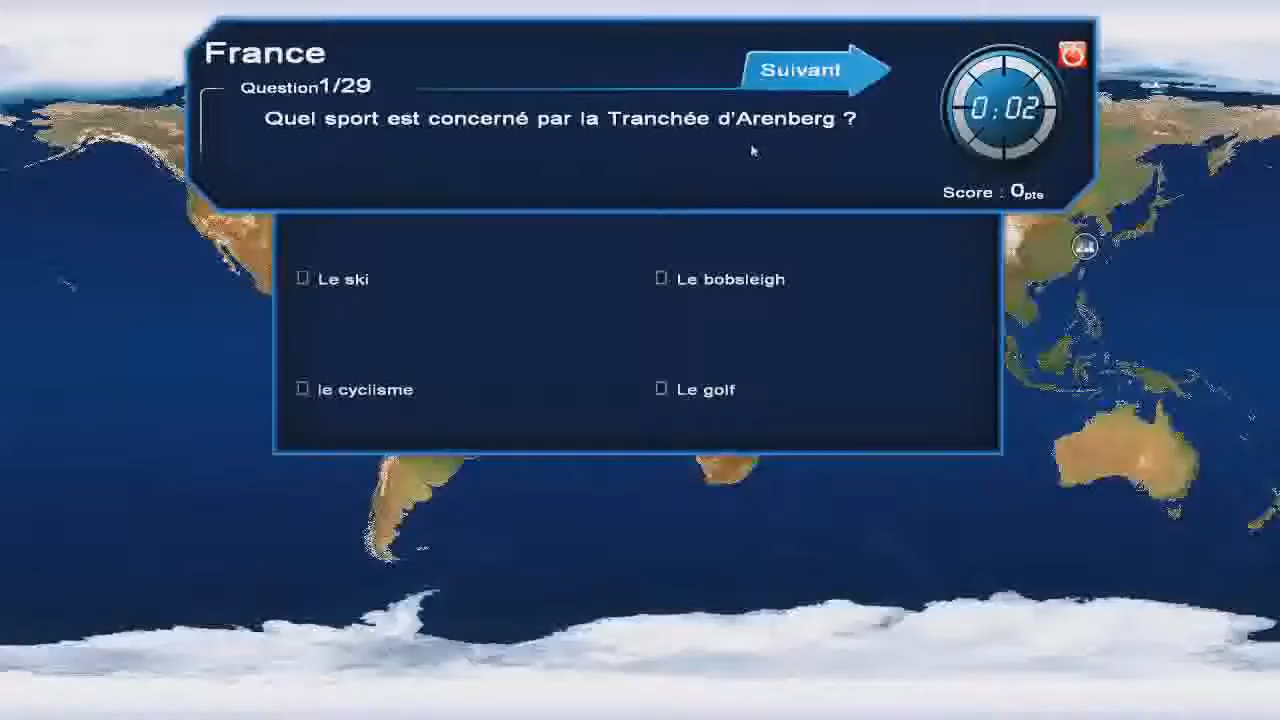 France
Suivant
Question1/29
Quel sport est concerné par la Tranchée d'Arenberg ?
0:02
Score : 0pts
Le ski
Le bobsleigh
le cyclisme
Le golf